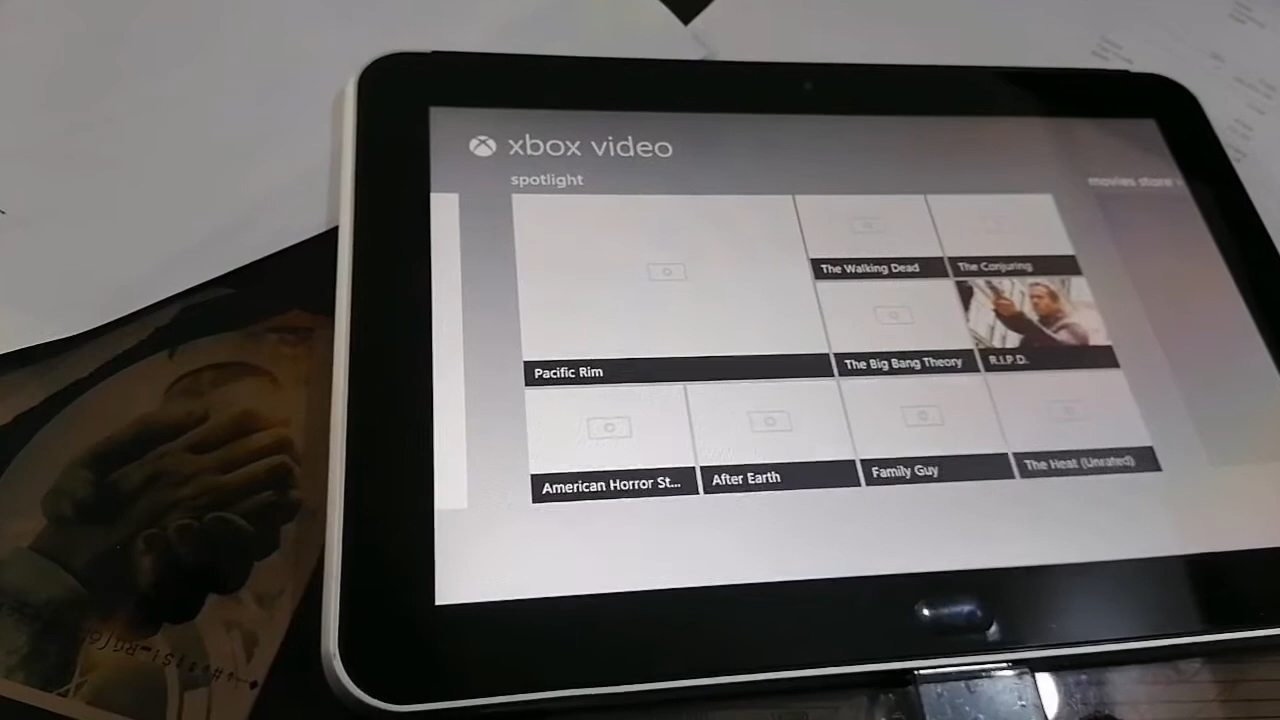 xbox video
spotlight
movies store
The Walking Dead
The Conjuring
The Big Bang Theory
R.I.P.D.
Pacific Rim
American Horror St...
After Earth
Family Guy
The Heat (Unrated)